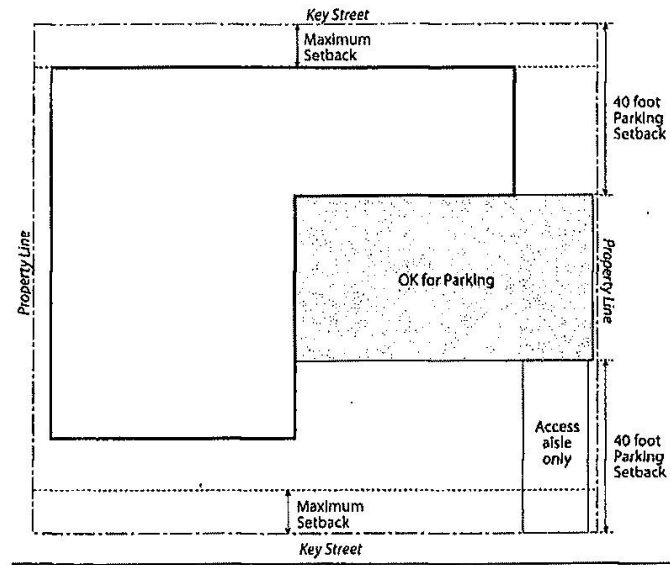 Key Street
Maximum
Setback
40 foot
Parking
Setback
Property Line
OK for Parking
Property Line
Access
aisle
only
40 foot
Parking
Setback
Maximum
Setback
Key Street